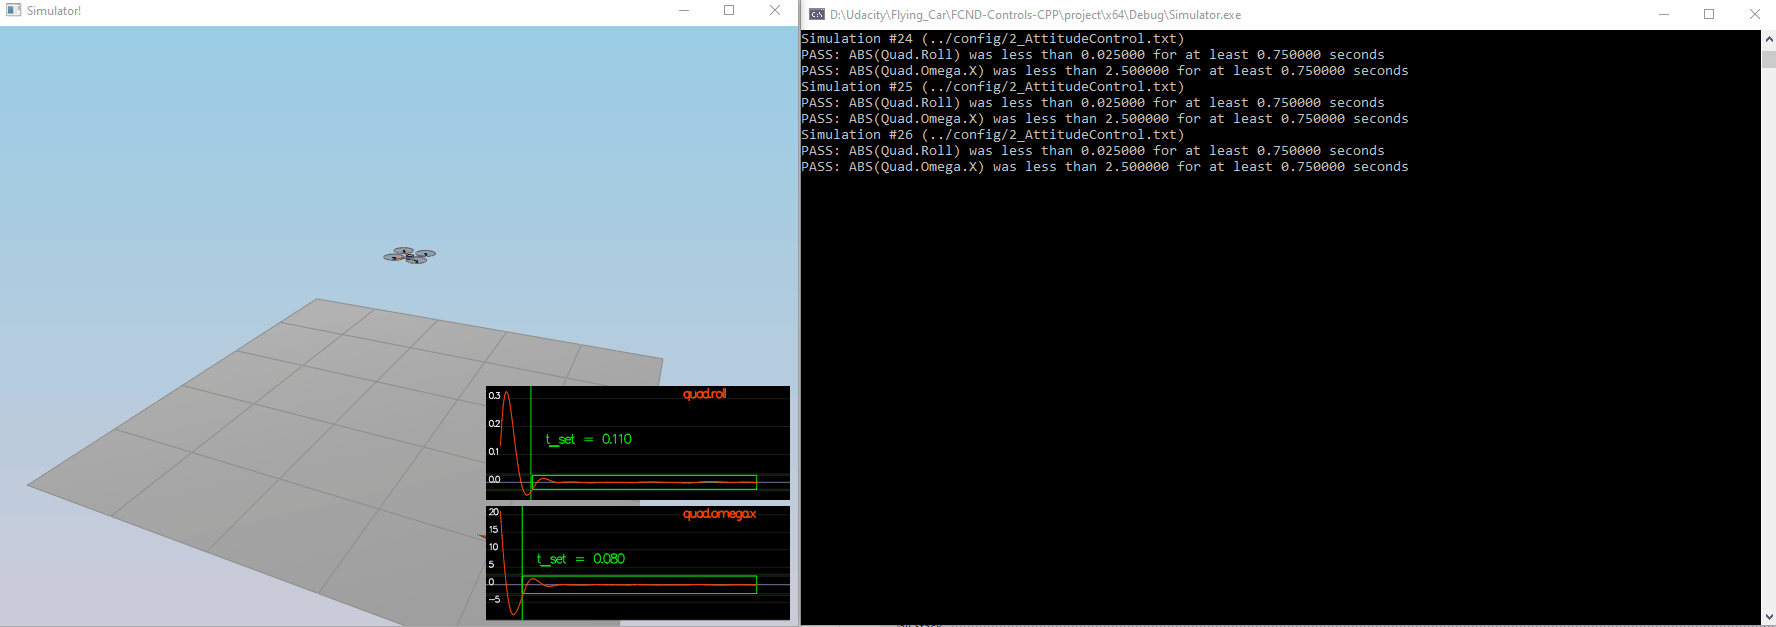 Simulator!
0.3
quad.roll
0.2
t_set = 0.110
0.1
0.0
20
quad.omega.x
15
10
t_set = 0.080
5
0
-5
D:\Udacity\Flying_Car\FCND-Controls-CPP\project\x64\Debug\Simulator.exe
Simulation #24 (../config/2_AttitudeControl.txt)
PASS: ABS(Quad.Roll) was less than 0.025000 for at least 0.750000 seconds
PASS: ABS(Quad.Omega.X) was less than 2.500000 for at least 0.750000 seconds
Simulation #25 (../config/2_AttitudeControl.txt)
PASS: ABS(Quad.Roll) was less than 0.025000 for at least 0.750000 seconds
PASS: ABS(Quad.Omega.X) was less than 2.500000 for at least 0.750000 seconds
Simulation #26 (../config/2_AttitudeControl.txt)
PASS: ABS(Quad.Roll) was less than 0.025000 for at least 0.750000 seconds
PASS: ABS(Quad.Omega.X) was less than 2.500000 for at least 0.750000 seconds